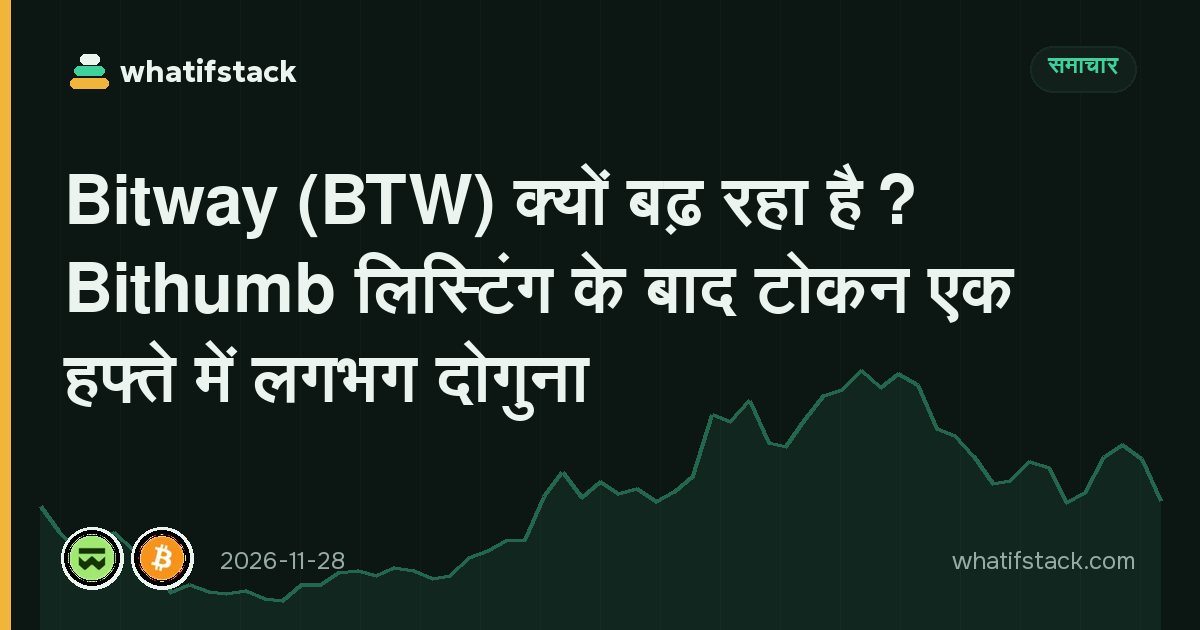 whatifstack
समाचार
Bitway (BTW) क्यों बढ़ रहा है ?
Bithumb लिस्टिंग के बाद टोकन एक
हफ्ते में लगभग दोगुना
2026-11-28
whatifstack.com